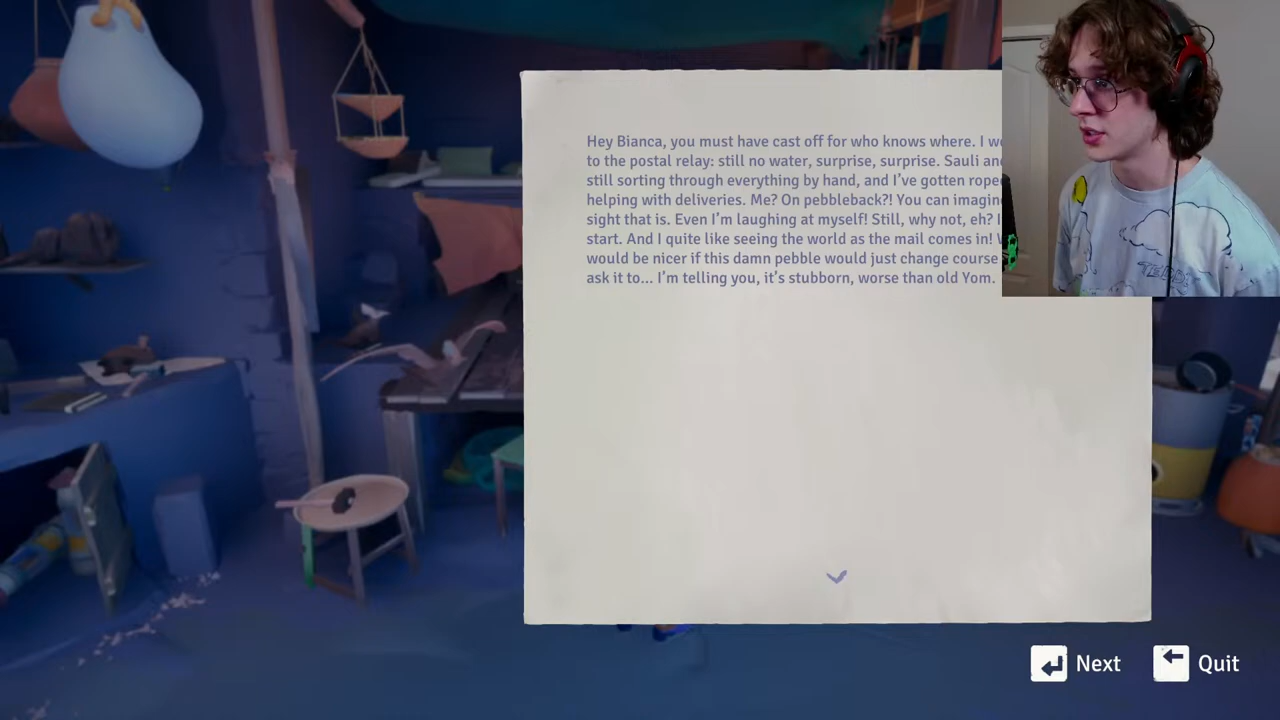 Hey Bianca, you must have cast off for who knows where. I
to the postal relay: still no water, surprise, surprise. Sauli
still sorting through everything by hand, and I've gotten
helping with deliveries. Me? On pebbleback?! You can
sight that is. Even I'm laughing at myself! Still, why not, eh?
start. And I quite like seeing the world as the mail comes in!
would be nicer if this damn pebble would just change course
ask it to... I'm telling you, it's stubborn, worse than old Yom.
Next
Quit